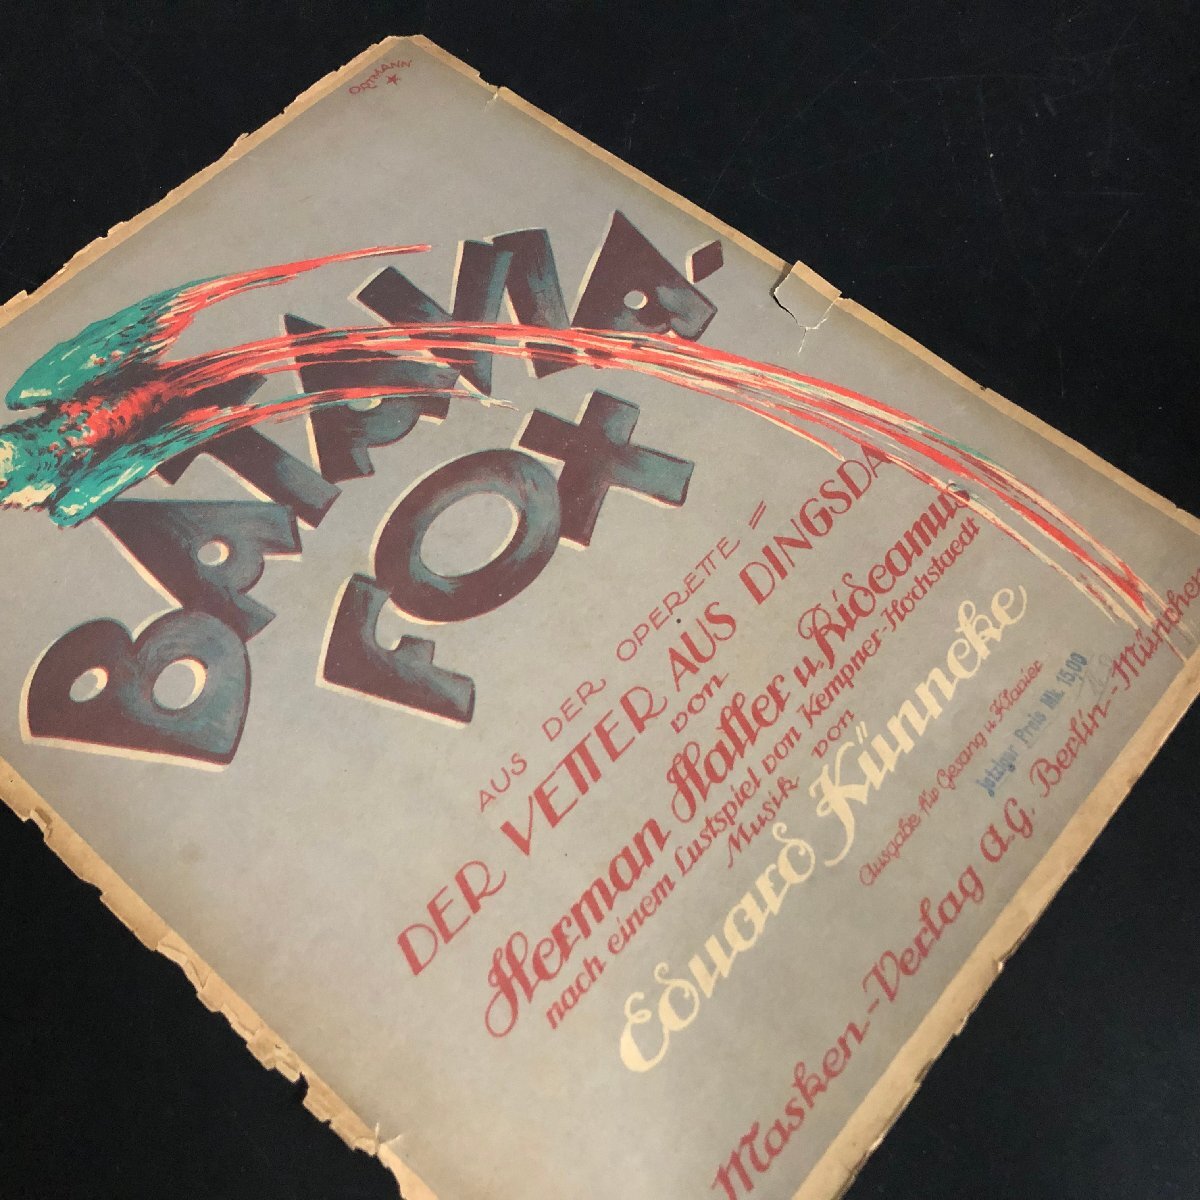 ORTMANN
BATAVIA-
FOX
AUS DER OPERETTE =
DER VETTER AUS DINGSDA
von
Herman Haller u. Rideamus
nach einem Lustspiel von Kempner-Hochstaedt
Musik von
Eduard Künneke
Ausgabe für Gesang u. Klavier
Jetziger Preis Mk. 15,00
Masken-Verlag A.G. Berlin-München